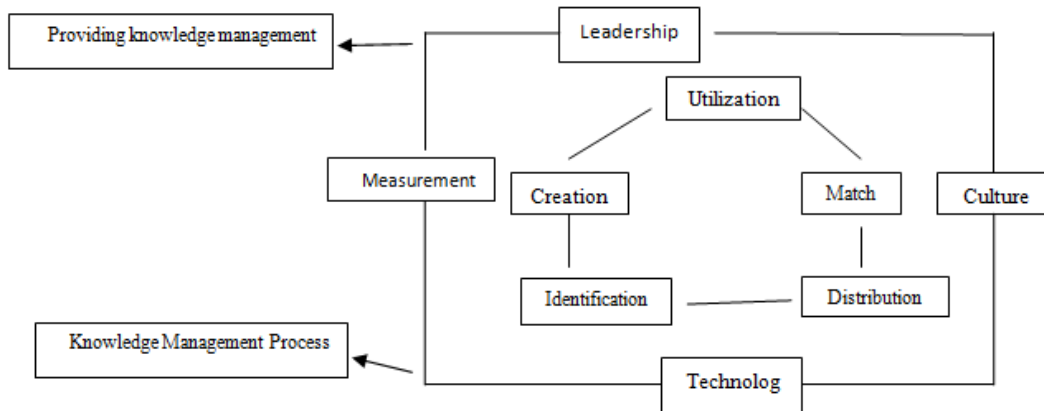 Providing knowledge management
Leadership
Utilization
Measurement
Creation
Match
Culture
Identification
Distribution
Knowledge Management Process
Technolog